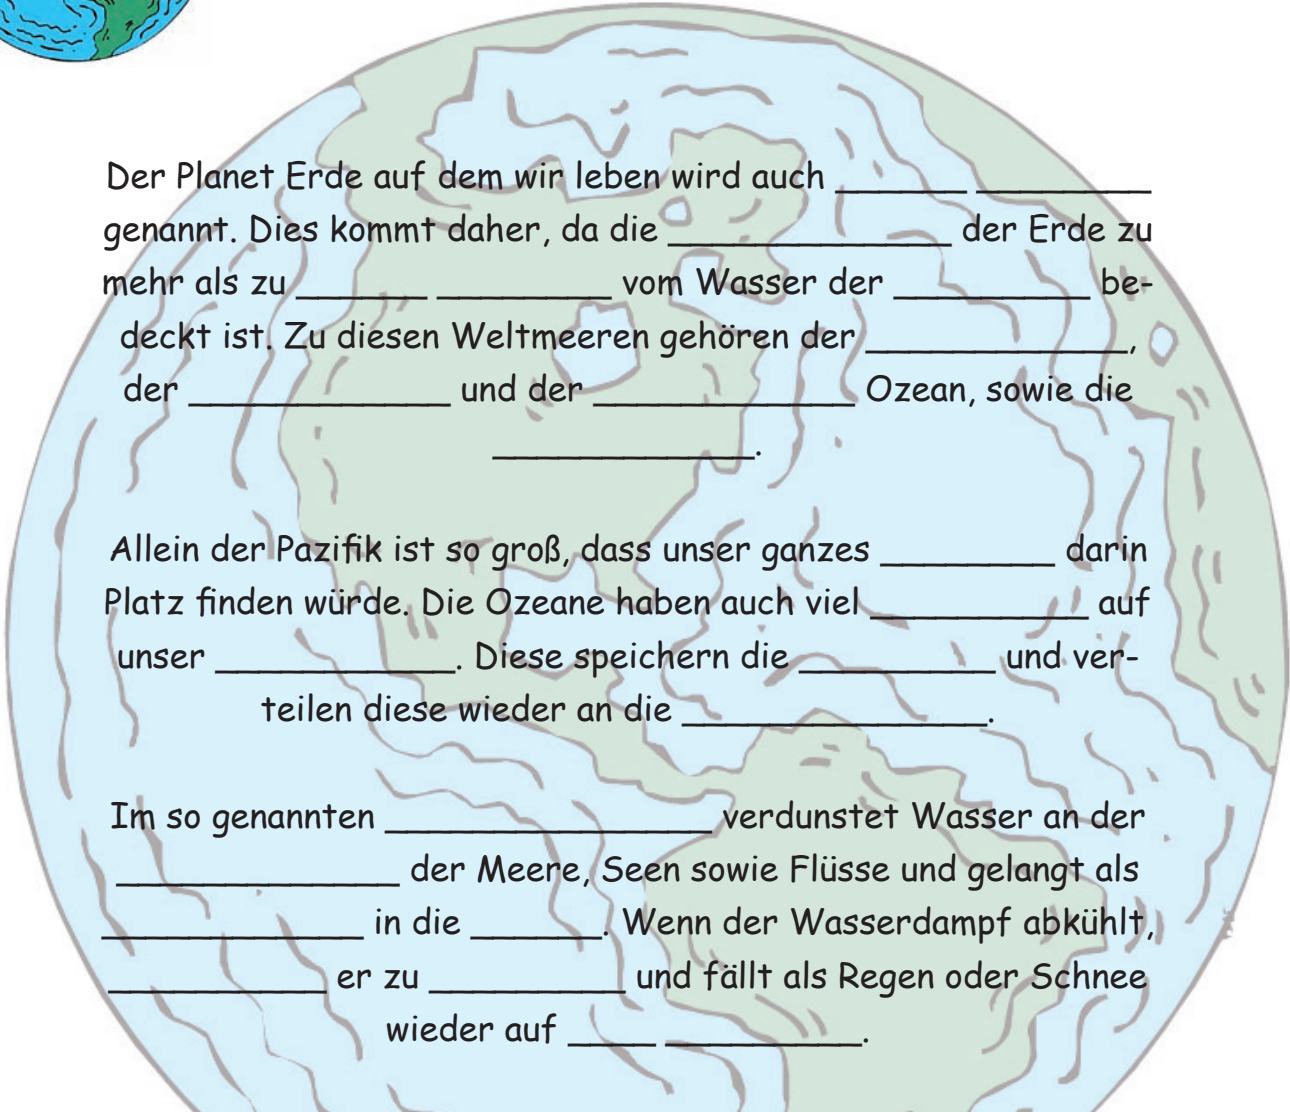 Der Planet Erde auf dem wir leben wird auch ______ ________
genannt. Dies kommt daher, da die _____________ der Erde zu
mehr als zu ______ ________ vom Wasser der _________ be-
deckt ist. Zu diesen Weltmeeren gehören der ____________,
der ____________ und der ____________ Ozean, sowie die
____________.
Allein der Pazifik ist so groß, dass unser ganzes ________ darin
Platz finden würde. Die Ozeane haben auch viel __________ auf
unser ___________. Diese speichern die _________ und ver-
teilen diese wieder an die ______________.
Im so genannten _______________ verdunstet Wasser an der
_____________ der Meere, Seen sowie Flüsse und gelangt als
____________ in die ______. Wenn der Wasserdampf abkühlt,
__________ er zu _________ und fällt als Regen oder Schnee
wieder auf ____ _________.